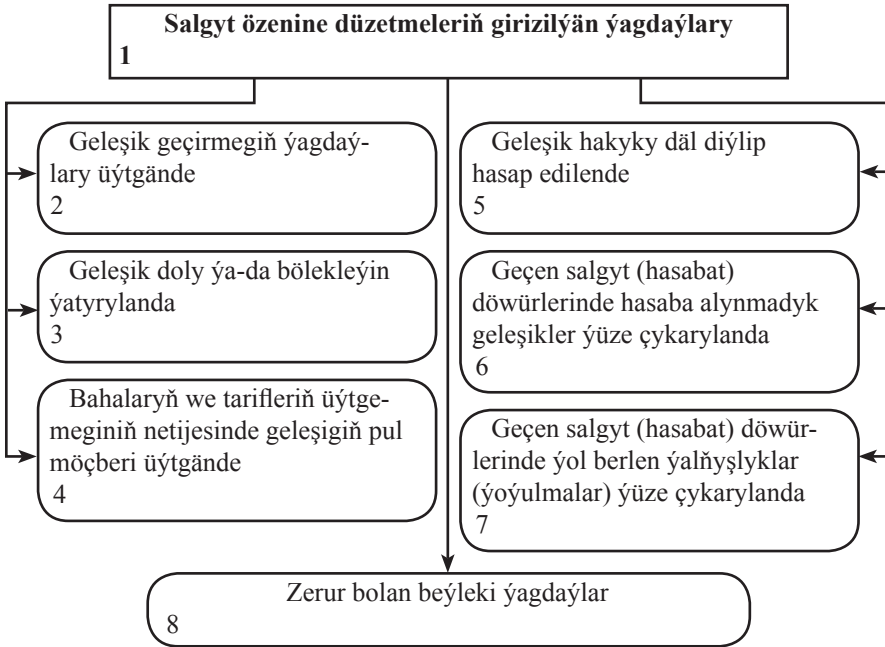 Salgyt özenine düzetmeleriň girizilýän ýagdaýlary
1
Geleşik geçirmegiň ýagdaý-
lary üýtgände
2
Geleşik doly ýa-da bölekleýin
ýatyrylanda
3
Bahalaryň we tarifleriň üýtge-
meginiň netijesinde geleşigiň pul
möçberi üýtgände
4
Geleşik hakyky däl diýlip
hasap edilende
5
Geçen salgyt (hasabat)
döwürlerinde hasaba alynmadyk
geleşikler ýüze çykarylanda
6
Geçen salgyt (hasabat) döwür-
lerinde ýol berlen ýalňyşlyklar
(ýoýulmalar) ýüze çykarylanda
7
Zerur bolan beýleki ýagdaýlar
8